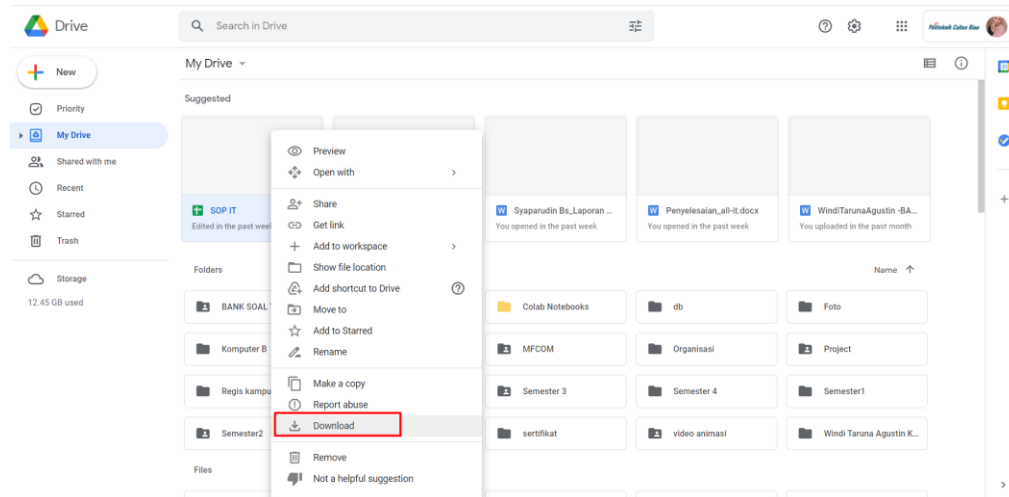 Drive
Search in Drive
Politeknik Caltex Riau
New
My Drive
Priority
My Drive
Shared with me
Recent
Starred
Trash
Storage
12.45 GB used
Suggested
SOP IT
Edited in the past week
Syaparudin Bs_Laporan ...
You opened in the past week
Penyelesaian_all-it.docx
You opened in the past week
WindiTarunaAgustin -BA...
You uploaded in the past month
Preview
Open with
Share
Get link
Add to workspace
Show file location
Add shortcut to Drive
Move to
Add to Starred
Rename
Make a copy
Report abuse
Download
Remove
Not a helpful suggestion
Folders
Name
BANK SOAL
Colab Notebooks
db
Foto
Komputer B
MFCOM
Organisasi
Project
Regis kampu
Semester 3
Semester 4
Semester1
Semester2
sertifikat
video animasi
Windi Taruna Agustin K...
Files